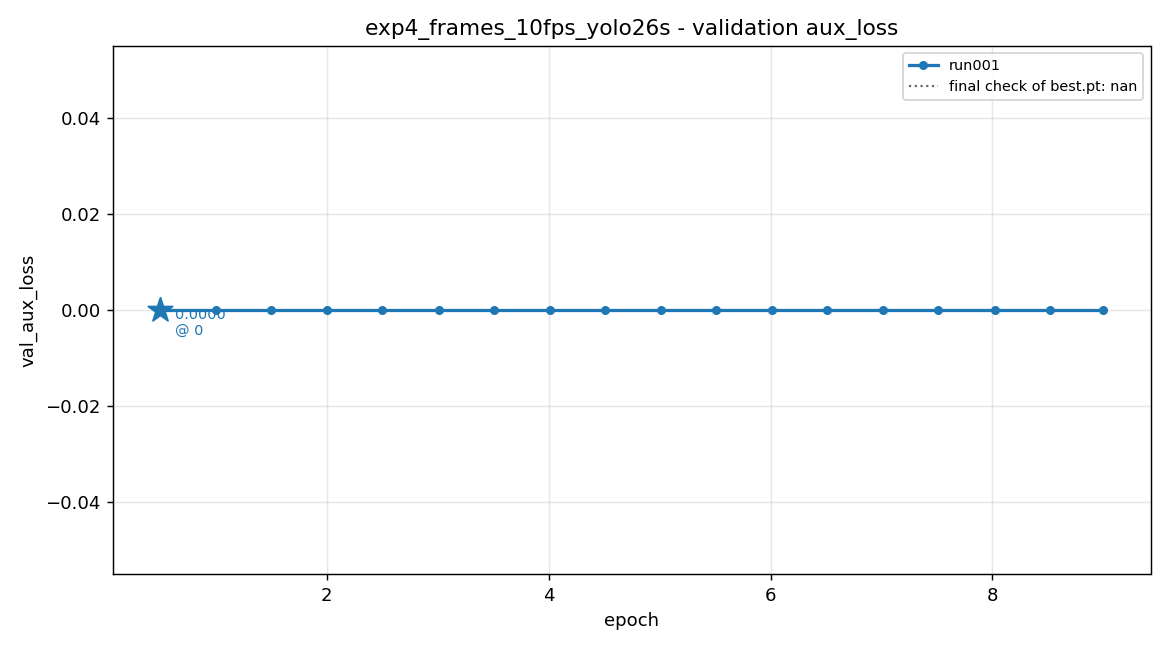 exp4_frames_10fps_yolo26s - validation aux_loss
run001
final check of best.pt: nan
0.04
0.02
0.00
−0.02
−0.04
val_aux_loss
0.0000
@ 0
2
4
6
8
epoch